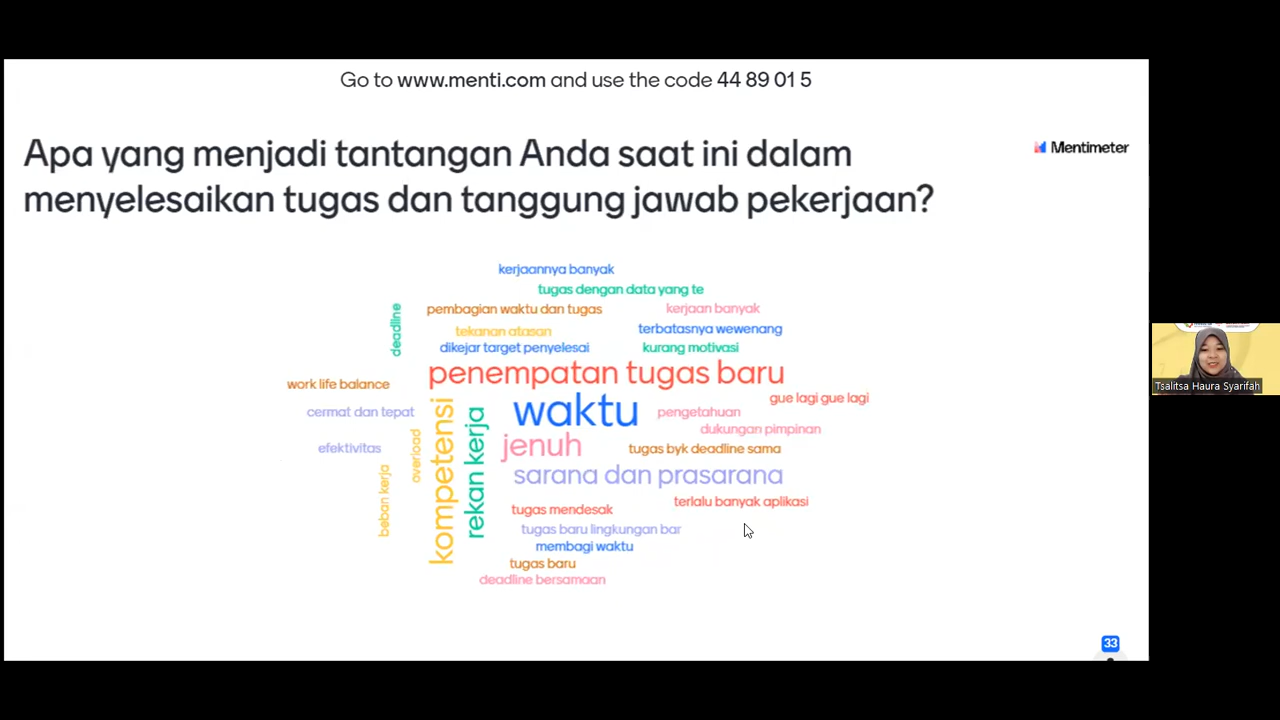 Go to www.menti.com and use the code 44 89 01 5
Apa yang menjadi tantangan Anda saat ini dalam
menyelesaikan tugas dan tanggung jawab pekerjaan?
Mentimeter
kerjaannya banyak
tugas dengan data yang te
deadline
pembagian waktu dan tugas
kerjaan banyak
tekanan atasan
terbatasnya wewenang
dikejar target penyelesai
kurang motivasi
penempatan tugas baru
work life balance
gue lagi gue lagi
cermat dan tepat
waktu
pengetahuan
dukungan pimpinan
efektivitas
overload
kompetensi
rekan kerja
jenuh
tugas byk deadline sama
beban kerja
sarana dan prasarana
terlalu banyak aplikasi
tugas mendesak
tugas baru lingkungan bar
membagi waktu
tugas baru
deadline bersamaan
33
Tsalitsa Haura Syarifah